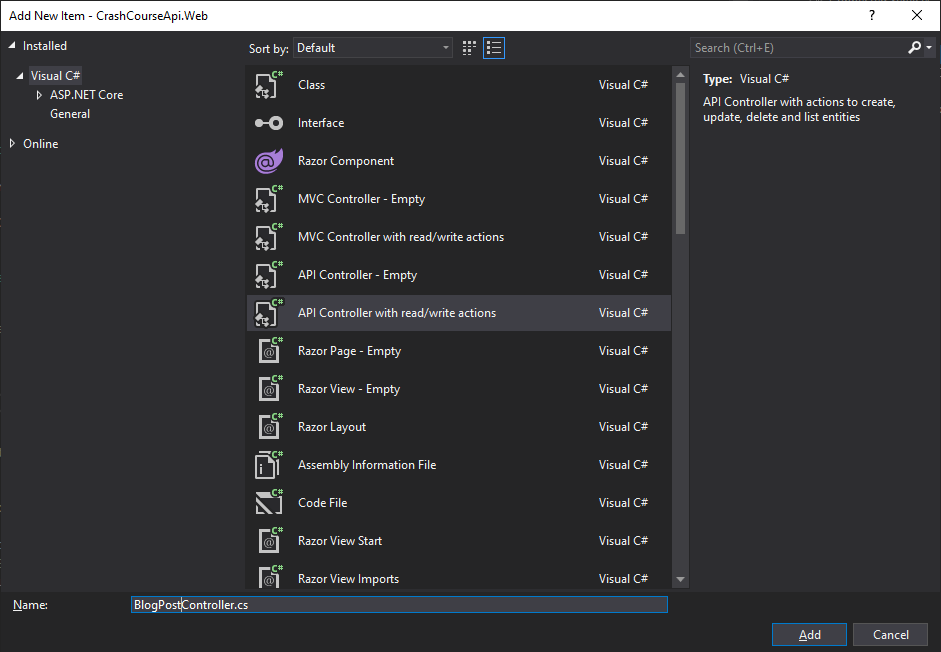 Add New Item - CrashCourseApi.Web
? ×
Installed
Sort by: Default
Search (Ctrl+E)
Visual C#
ASP.NET Core
General
Online
C# Class Visual C#
Interface Visual C#
@ Razor Component Visual C#
C# MVC Controller - Empty Visual C#
C# MVC Controller with read/write actions Visual C#
C# API Controller - Empty Visual C#
C# API Controller with read/write actions Visual C#
C# @ Razor Page - Empty Visual C#
C# @ Razor View - Empty Visual C#
C# @ Razor Layout Visual C#
C# i Assembly Information File Visual C#
C# Code File Visual C#
C# @ Razor View Start Visual C#
C# @ Razor View Imports Visual C#
Type: Visual C#
API Controller with actions to create,
update, delete and list entities
Name: BlogPostController.cs
Add Cancel